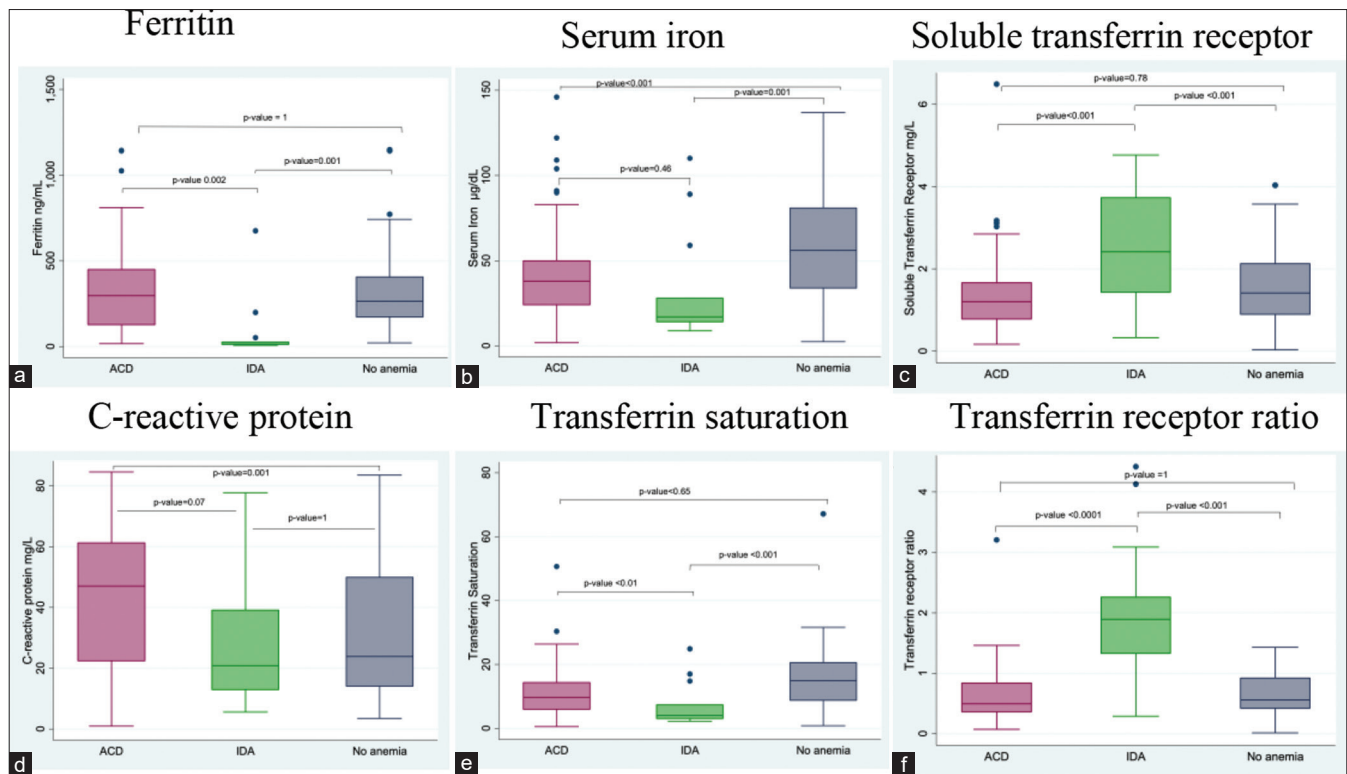 Ferritin
Ferritin ng/mL
1,500
1,000
500
0
p-value = 1
p-value=0.001
p-value 0.002
ACD IDA No anemia
a
Serum iron
Serum Iron µg/dL
150
100
50
0
p-value<0.001
p-value=0.001
p-value=0.46
ACD IDA No anemia
b
Soluble transferrin receptor
Soluble Transferrin Receptor mg/L
6
4
2
0
p-value=0.78
p-value <0.001
p-value<0.001
ACD IDA No anemia
c
C-reactive protein
C-reactive protein mg/L
80
60
40
20
0
p-value=0.001
p-value=0.07
p-value=1
ACD IDA No anemia
d
Transferrin saturation
Transferrin Saturation
80
60
40
20
0
p-value<0.65
p-value <0.001
p-value <0.01
ACD IDA No anemia
e
Transferrin receptor ratio
Transferrin receptor ratio
4
3
2
1
0
p-value =1
p-value <0.0001
p-value <0.001
ACD IDA No anemia
f